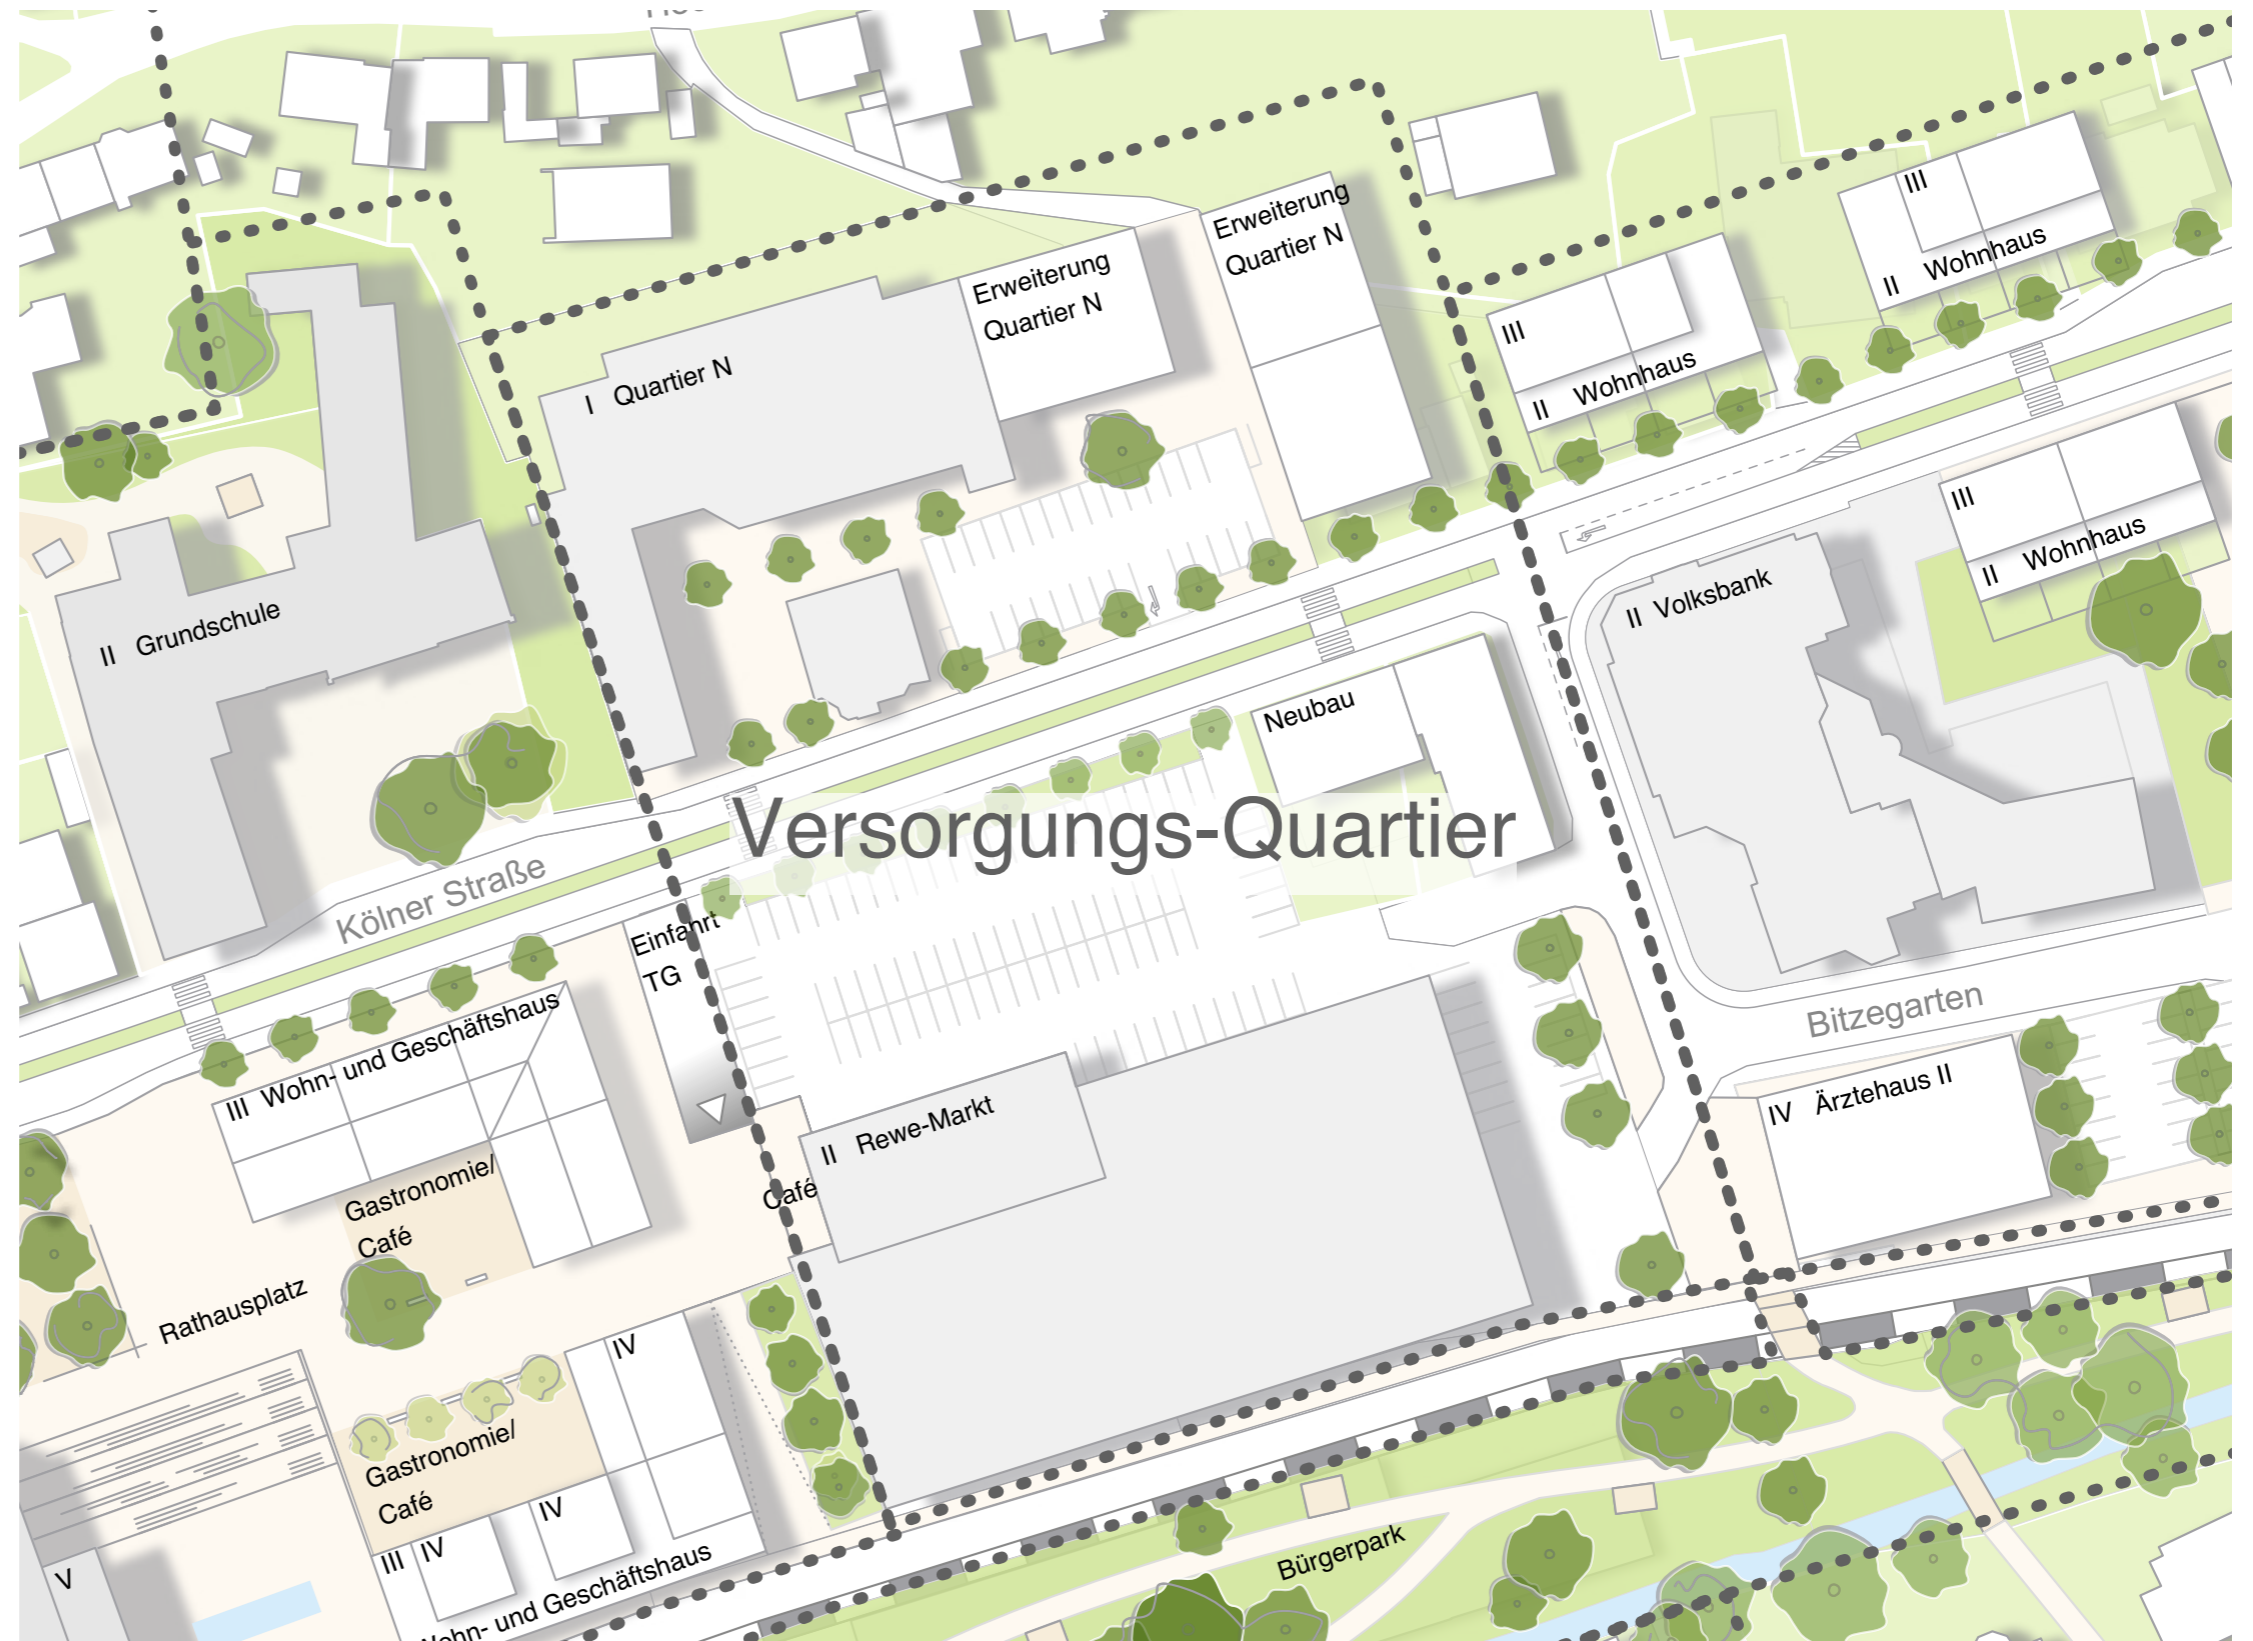 Erweiterung
Quartier N
Erweiterung
Quartier N
III
II Wohnhaus
III
II Wohnhaus
I Quartier N
III
II Wohnhaus
II Grundschule
II Volksbank
Neubau
Versorgungs-Quartier
Kölner Straße
Einfahrt
TG
Bitzegarten
III Wohn- und Geschäftshaus
II Rewe-Markt
IV Ärztehaus II
Gastronomie/
Café
Café
Rathausplatz
IV
Gastronomie/
Café
IV
III IV
V
Wohn- und Geschäftshaus
Bürgerpark